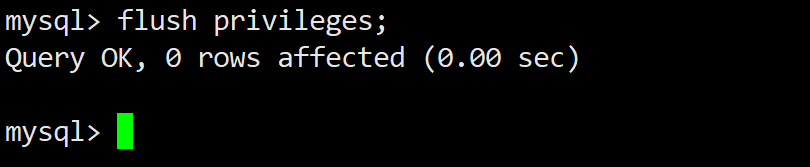 mysql> flush privileges;
Query OK, 0 rows affected (0.00 sec)
mysql>